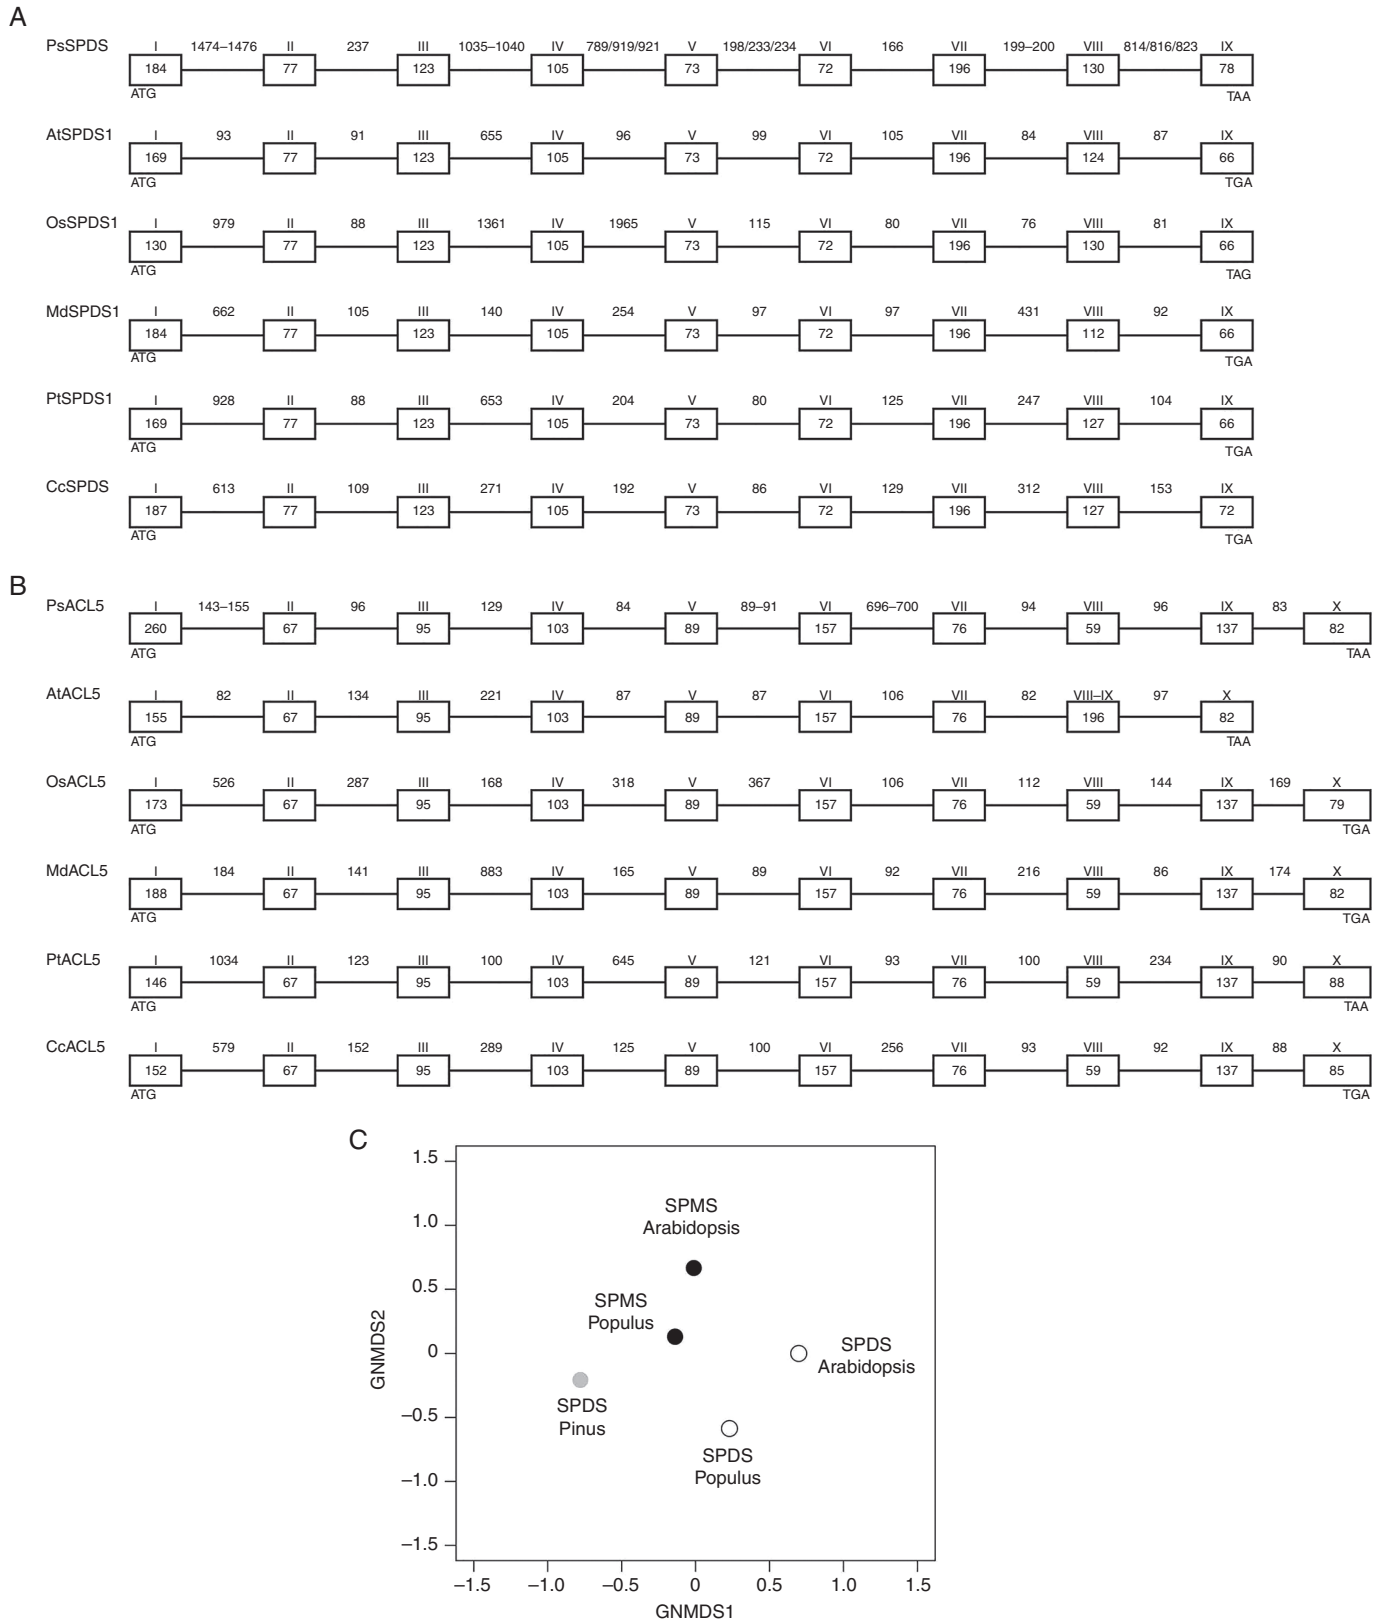 A
PsSPDS I 1474–1476 II 237 III 1035–1040 IV 789/919/921 V 198/233/234 VI 166 VII 199–200 VIII 814/816/823 IX
184 77 123 105 73 72 196 130 78
ATG TAA
AtSPDS1 I 93 II 91 III 655 IV 96 V 99 VI 105 VII 84 VIII 87 IX
169 77 123 105 73 72 196 124 66
ATG TGA
OsSPDS1 I 979 II 88 III 1361 IV 1965 V 115 VI 80 VII 76 VIII 81 IX
130 77 123 105 73 72 196 130 66
ATG TAG
MdSPDS1 I 662 II 105 III 140 IV 254 V 97 VI 97 VII 431 VIII 92 IX
184 77 123 105 73 72 196 112 66
ATG TGA
PtSPDS1 I 928 II 88 III 653 IV 204 V 80 VI 125 VII 247 VIII 104 IX
169 77 123 105 73 72 196 127 66
ATG TGA
CcSPDS I 613 II 109 III 271 IV 192 V 86 VI 129 VII 312 VIII 153 IX
187 77 123 105 73 72 196 127 72
ATG TGA
B
PsACL5 I 143–155 II 96 III 129 IV 84 V 89–91 VI 696–700 VII 94 VIII 96 IX 83 X
260 67 95 103 89 157 76 59 137 82
ATG TAA
AtACL5 I 82 II 134 III 221 IV 87 V 87 VI 106 VII 82 VIII–IX 97 X
155 67 95 103 89 157 76 196 82
ATG TAA
OsACL5 I 526 II 287 III 168 IV 318 V 367 VI 106 VII 112 VIII 144 IX 169 X
173 67 95 103 89 157 76 59 137 79
ATG TGA
MdACL5 I 184 II 141 III 883 IV 165 V 89 VI 92 VII 216 VIII 86 IX 174 X
188 67 95 103 89 157 76 59 137 82
ATG TGA
PtACL5 I 1034 II 123 III 100 IV 645 V 121 VI 93 VII 100 VIII 234 IX 90 X
146 67 95 103 89 157 76 59 137 88
ATG TAA
CcACL5 I 579 II 152 III 289 IV 125 V 100 VI 256 VII 93 VIII 92 IX 88 X
152 67 95 103 89 157 76 59 137 85
ATG TGA
C
1.5
1.0
0.5
0
–0.5
–1.0
–1.5
GNMDS2
SPMS
Arabidopsis
SPMS
Populus
SPDS
Arabidopsis
SPDS
Pinus
SPDS
Populus
–1.5 –1.0 –0.5 0 0.5 1.0 1.5
GNMDS1